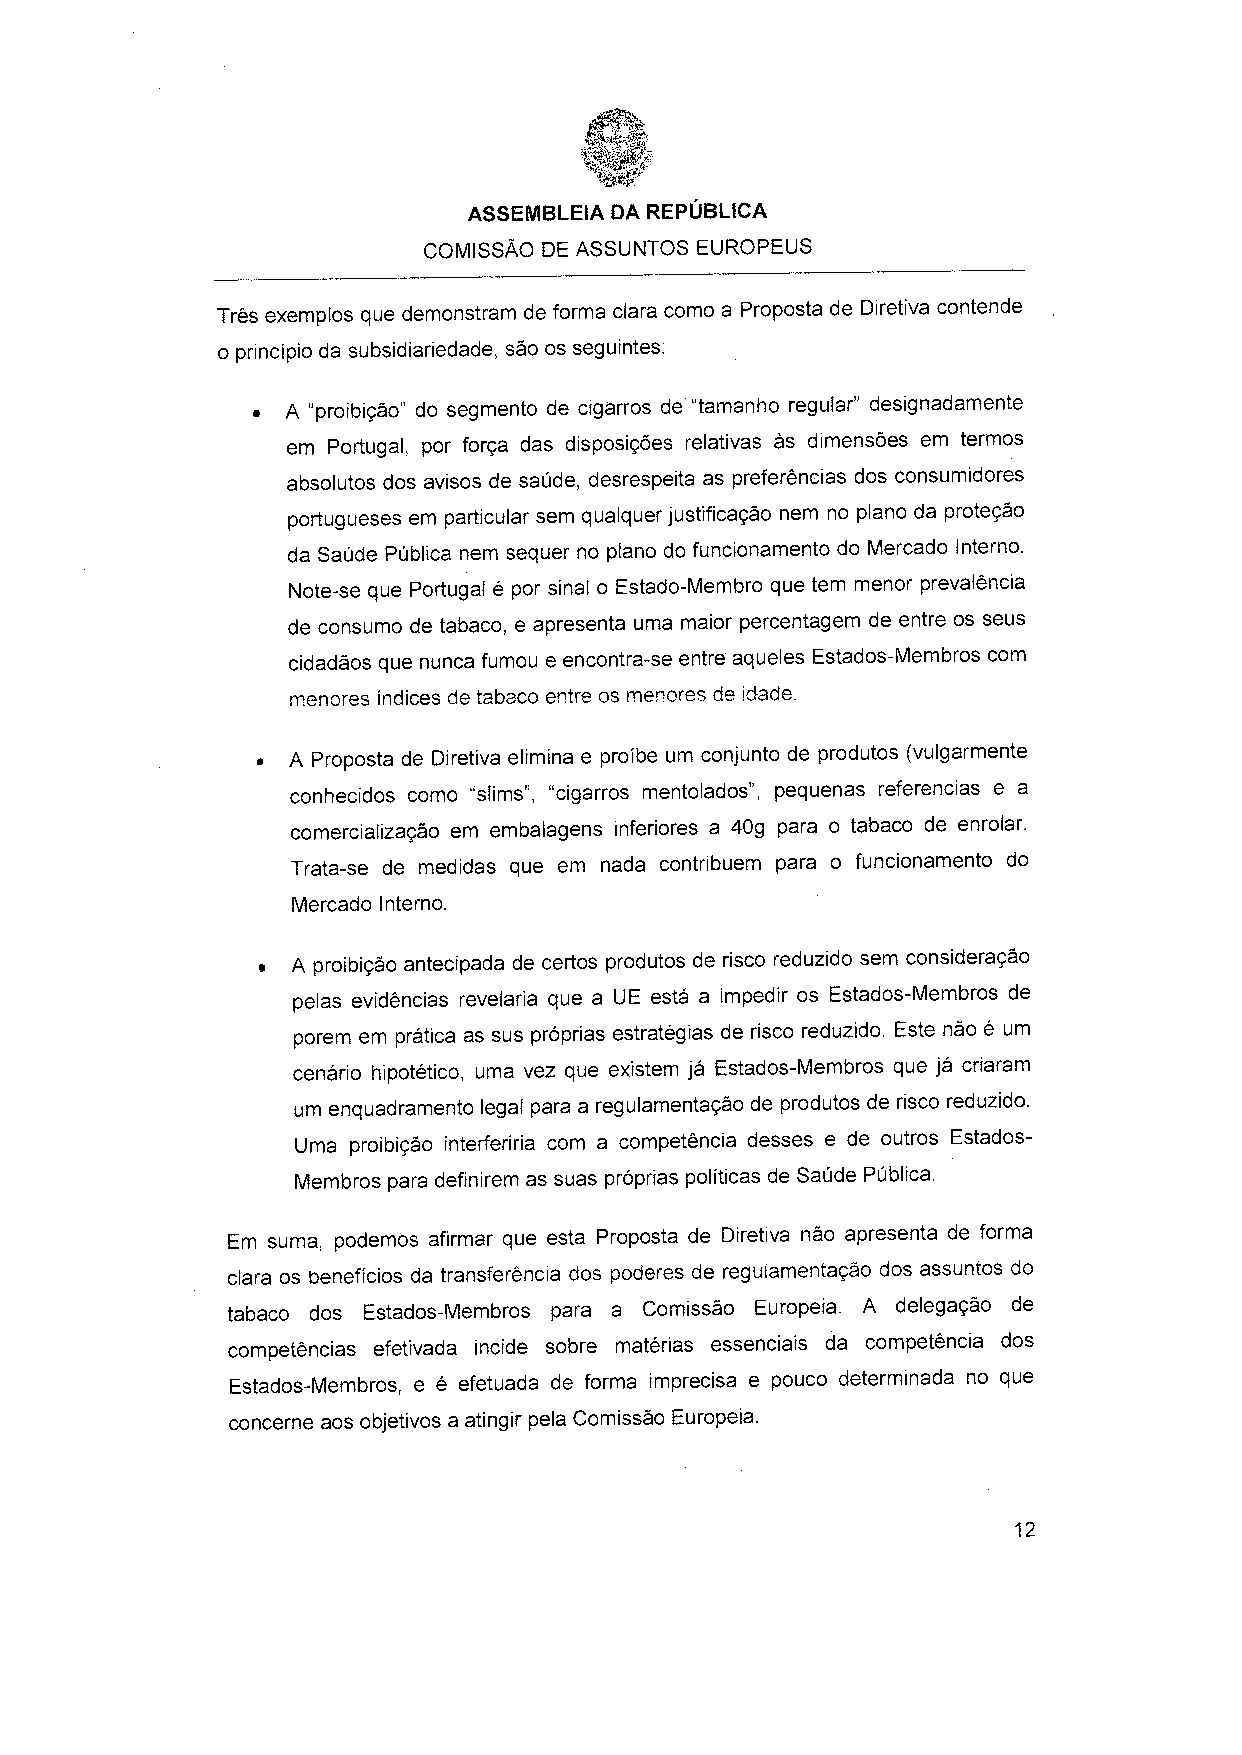 ASSEMBLEIA DA REPÚBLICA
COMISSÃO DE ASSUNTOS EUROPEUS
Três exemplos que demonstram de forma clara como a Proposta de Diretiva contende
o princípio da subsidiariedade, são os seguintes:
• A "proibição" do segmento de cigarros de "tamanho regular" designadamente
em Portugal, por força das disposições relativas às dimensões em termos
absolutos dos avisos de saúde, desrespeita as preferências dos consumidores
portugueses em particular sem qualquer justificação nem no plano da proteção
da Saúde Pública nem sequer no plano do funcionamento do Mercado Interno.
Note-se que Portugal é por sinal o Estado-Membro que tem menor prevalência
de consumo de tabaco, e apresenta uma maior percentagem de entre os seus
cidadãos que nunca fumou e encontra-se entre aqueles Estados-Membros com
menores índices de tabaco entre os menores de idade.
• A Proposta de Diretiva elimina e proíbe um conjunto de produtos (vulgarmente
conhecidos como "slims", "cigarros mentolados", pequenas referencias e a
comercialização em embalagens inferiores a 40g para o tabaco de enrolar.
Trata-se de medidas que em nada contribuem para o funcionamento do
Mercado Interno.
• A proibição antecipada de certos produtos de risco reduzido sem consideração
pelas evidências revelaria que a UE está a impedir os Estados-Membros de
porem em prática as sus próprias estratégias de risco reduzido. Este não é um
cenário hipotético, uma vez que existem já Estados-Membros que já criaram
um enquadramento legal para a regulamentação de produtos de risco reduzido.
Uma proibição interferiria com a competência desses e de outros Estados-
Membros para definirem as suas próprias políticas de Saúde Pública.
Em suma, podemos afirmar que esta Proposta de Diretiva não apresenta de forma
clara os benefícios da transferência dos poderes de regulamentação dos assuntos do
tabaco dos Estados-Membros para a Comissão Europeia. A delegação de
competências efetivada incide sobre matérias essenciais da competência dos
Estados-Membros, e é efetuada de forma imprecisa e pouco determinada no que
concerne aos objetivos a atingir pela Comissão Europeia.
12